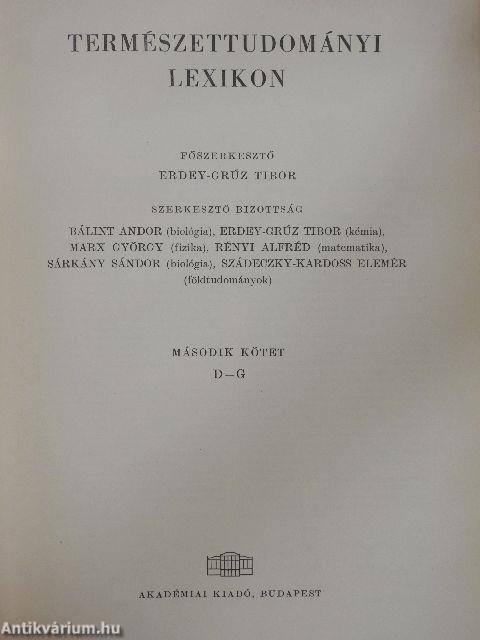 TERMÉSZETTUDOMÁNYI
LEXIKON
FŐSZERKESZTŐ
ERDEY-GRÚZ TIBOR
SZERKESZTŐ BIZOTTSÁG
BÁLINT ANDOR (biológia), ERDEY-GRÚZ TIBOR (kémia),
MARX GYÖRGY (fizika), RÉNYI ALFRÉD (matematika),
SÁRKÁNY SÁNDOR (biológia), SZÁDECZKY-KARDOSS ELEMÉR
(földtudományok)
MÁSODIK KÖTET
D—G
AKADÉMIAI KIADÓ, BUDAPEST
Antikvárium.hu